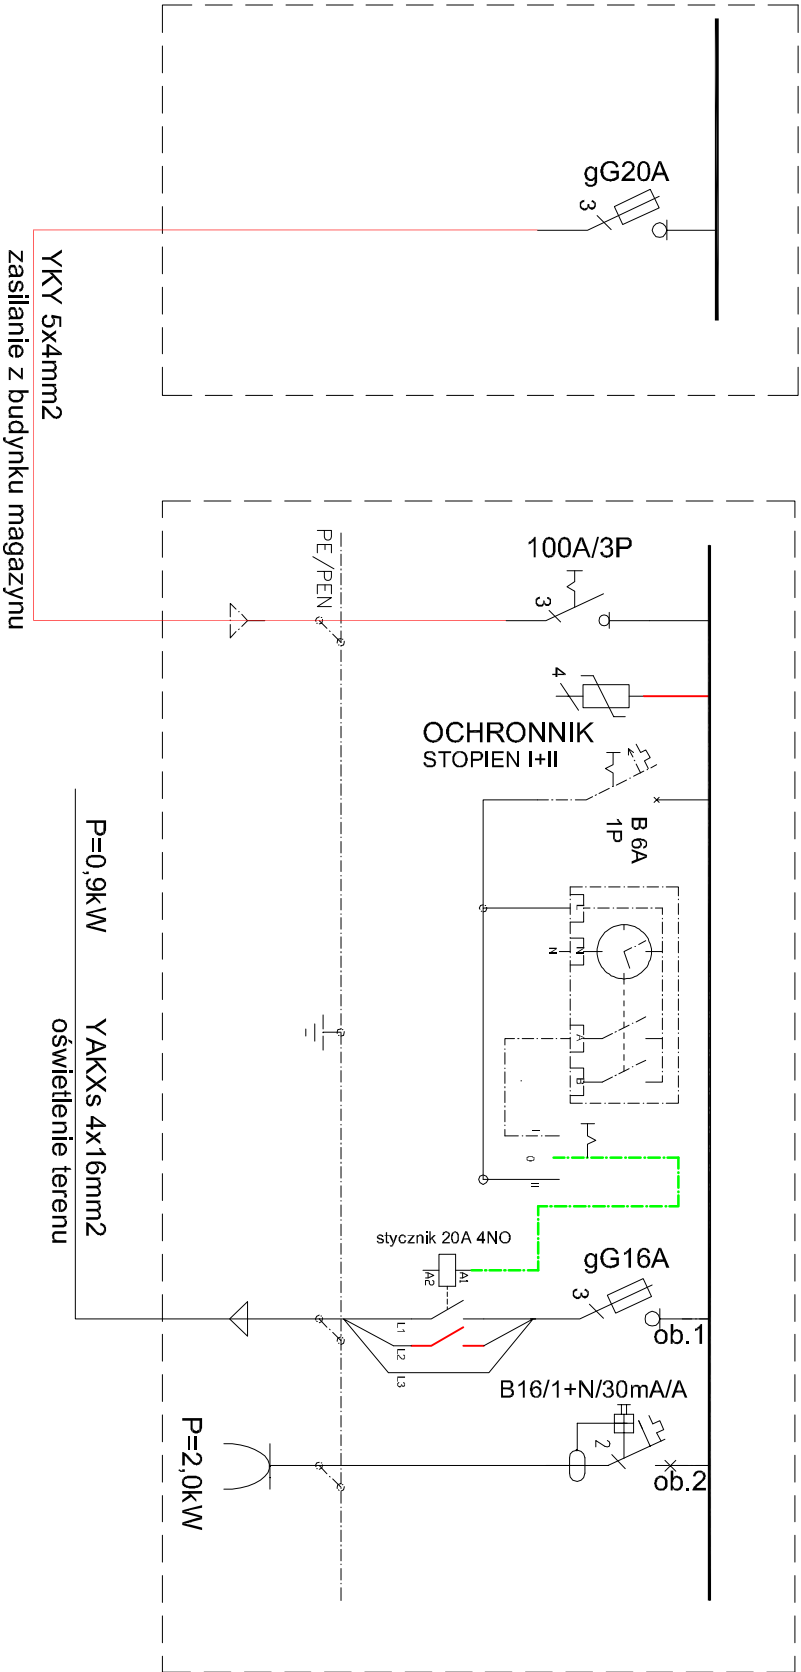 gG20A
3
YKY 5x4mm2
zasilanie z budynku magazynu
PE/PEN
100A/3P
3
4
OCHRONNIK
STOPIEN I+II
B 6A
1P
L
N
N
A
B
I
0
II
stycznik 20A 4NO
A1
A2
gG16A
3
ob.1
L1
L2
L3
B16/1+N/30mA/A
2
ob.2
P=0,9kW
YAKXs 4x16mm2
oświetlenie terenu
P=2,0kW